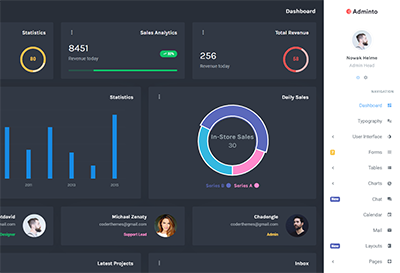 Dashboard
Statistics
80
Sales Analytics
8451
Revenue today
Total Revenue
256
Revenue today
Statistics
2011
2013
2015
Daily Sales
In-Store Sales
30
Series B
Series A
Michael Zenaty
coderthemes@gmail.com
Support Lead
Chadengle
coderthemes@gmail.com
Admin
Latest Projects
Inbox
Adminto
Nowak Helme
Admin Head
NAVIGATION
Dashboard
Typography
User Interface
Forms
Tables
Charts
Chat
Calendar
Mail
Layouts
Pages